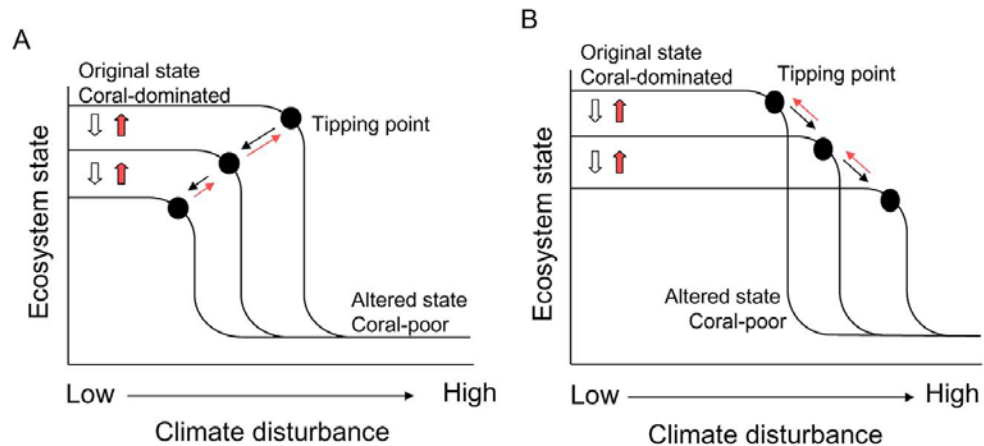 A
Original state
Coral-dominated
Tipping point
Ecosystem state
Altered state
Coral-poor
Low
High
Climate disturbance
B
Original state
Coral-dominated
Tipping point
Ecosystem state
Altered state
Coral-poor
Low
High
Climate disturbance